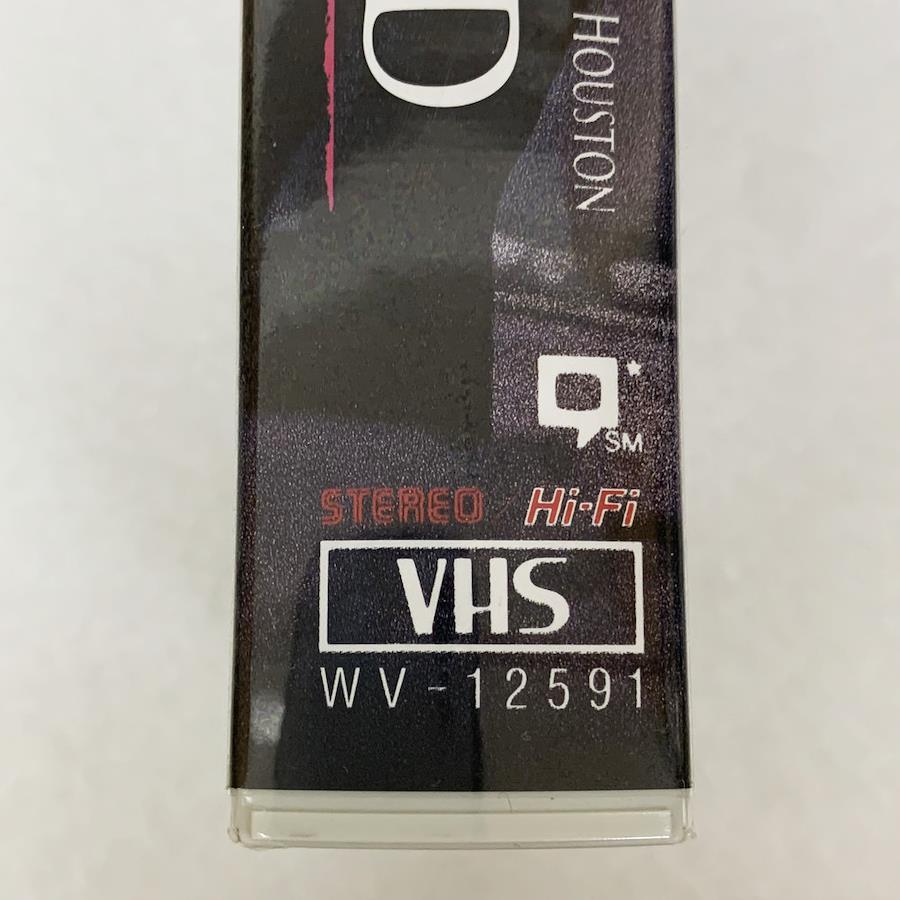 D
HOUSTON
SM
STEREO Hi-Fi
VHS
WV-12591